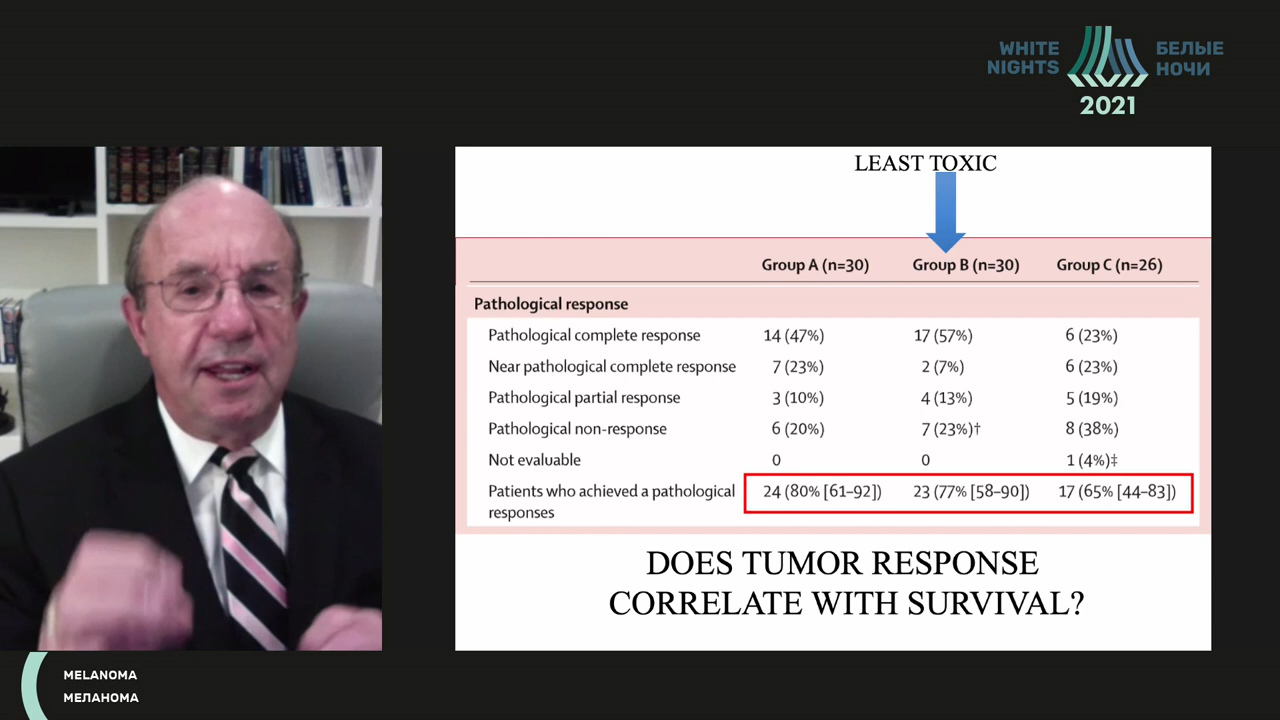 WHITE NIGHTS
БЕЛЫЕ НОЧИ
2021
LEAST TOXIC
Group A (n=30) Group B (n=30) Group C (n=26)
Pathological response
Pathological complete response 14 (47%) 17 (57%) 6 (23%)
Near pathological complete response 7 (23%) 2 (7%) 6 (23%)
Pathological partial response 3 (10%) 4 (13%) 5 (19%)
Pathological non-response 6 (20%) 7 (23%)† 8 (38%)
Not evaluable 0 0 1 (4%)‡
Patients who achieved a pathological 24 (80% [61–92]) 23 (77% [58–90]) 17 (65% [44–83])
responses
DOES TUMOR RESPONSE
CORRELATE WITH SURVIVAL?
MELANOMA
МЕЛАНОМА